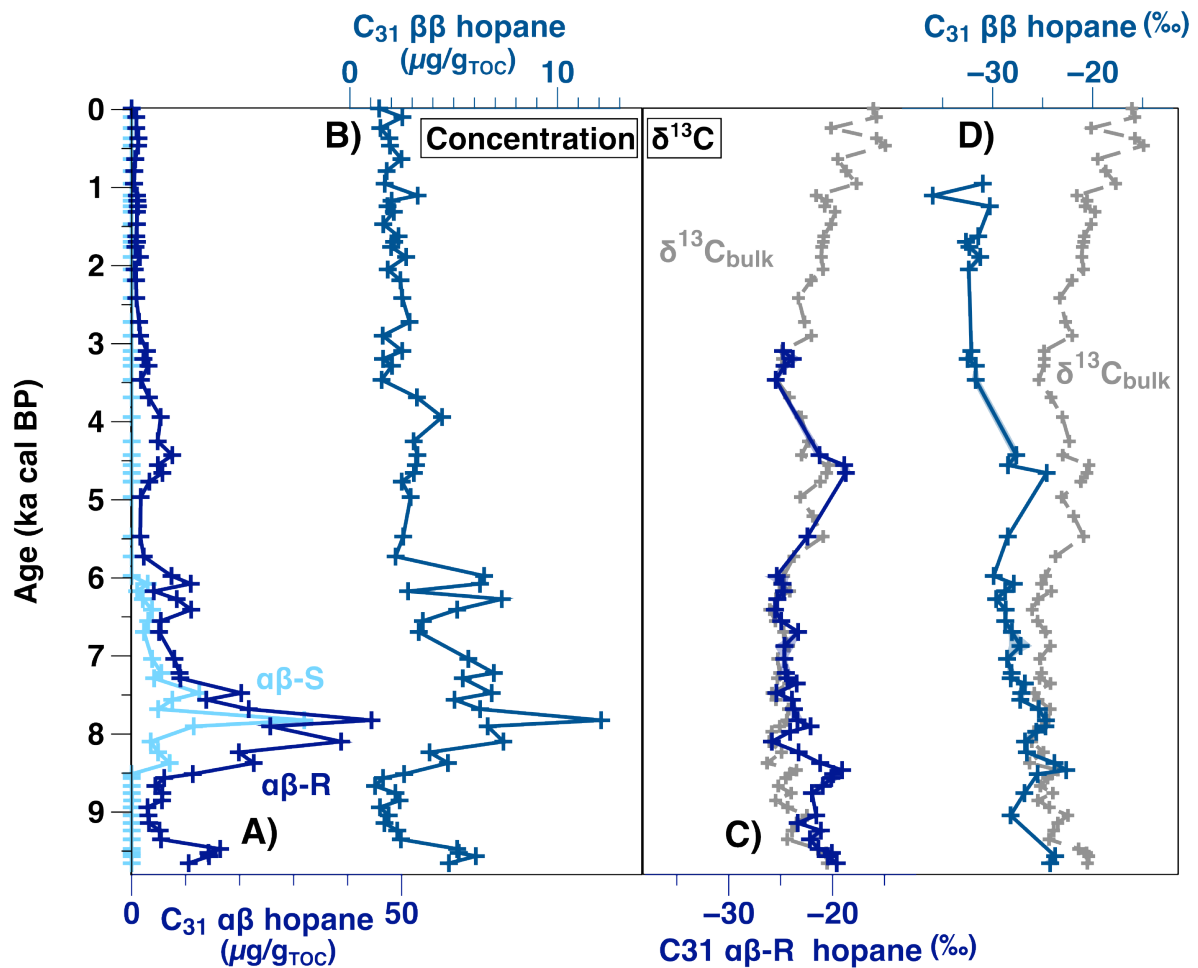 C31 ββ hopane
(µg/gTOC)
0 10
C31 ββ hopane (‰)
−30 −20
B) Concentration δ13C D)
0
1
2
3
4
5
6
7
8
9
Age (ka cal BP)
δ13Cbulk
δ13Cbulk
αβ-S
αβ-R
A)
C)
0 50
C31 αβ hopane
(µg/gTOC)
−30 −20
C31 αβ-R hopane (‰)